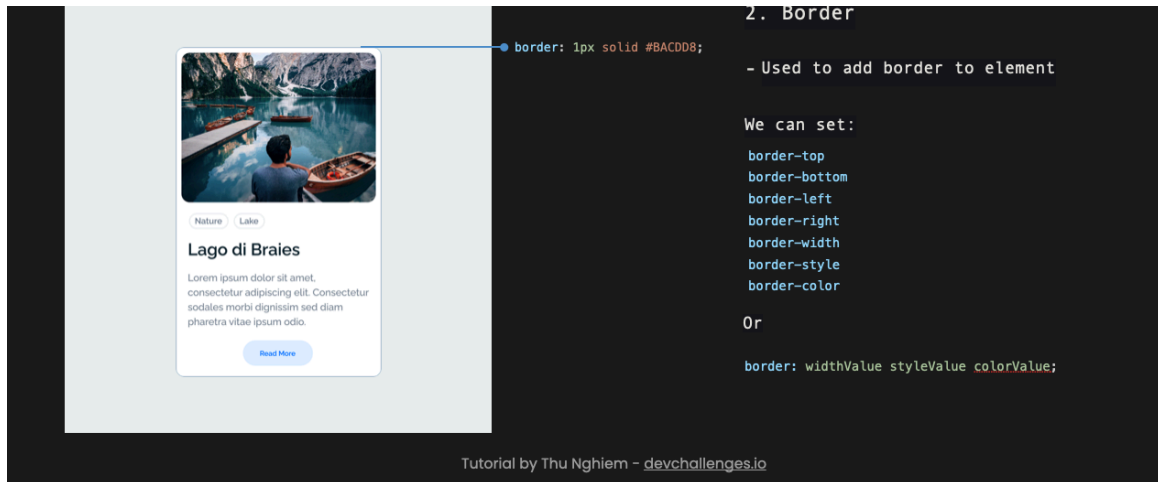 Nature Lake
Lago di Braies
Lorem ipsum dolor sit amet,
consectetur adipiscing elit. Consectetur
sodales morbi dignissim sed diam
pharetra vitae ipsum odio.
Read More
border: 1px solid #BACDD8;
2. Border
- Used to add border to element
We can set:
border-top
border-bottom
border-left
border-right
border-width
border-style
border-color
Or
border: widthValue styleValue colorValue;
Tutorial by Thu Nghiem - devchallenges.io